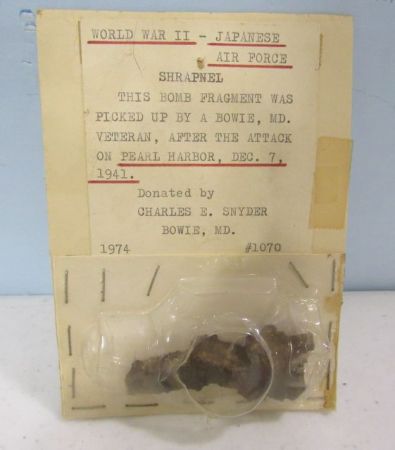 WORLD WAR II - JAPANESE
AIR FORCE
SHRAPNEL
THIS BOMB FRAGMENT WAS
PICKED UP BY A BOWIE, MD.
VETERAN, AFTER THE ATTACK
ON PEARL HARBOR, DEC. 7,
1941.
Donated by
CHARLES E. SNYDER
BOWIE, MD.
1974 #1070